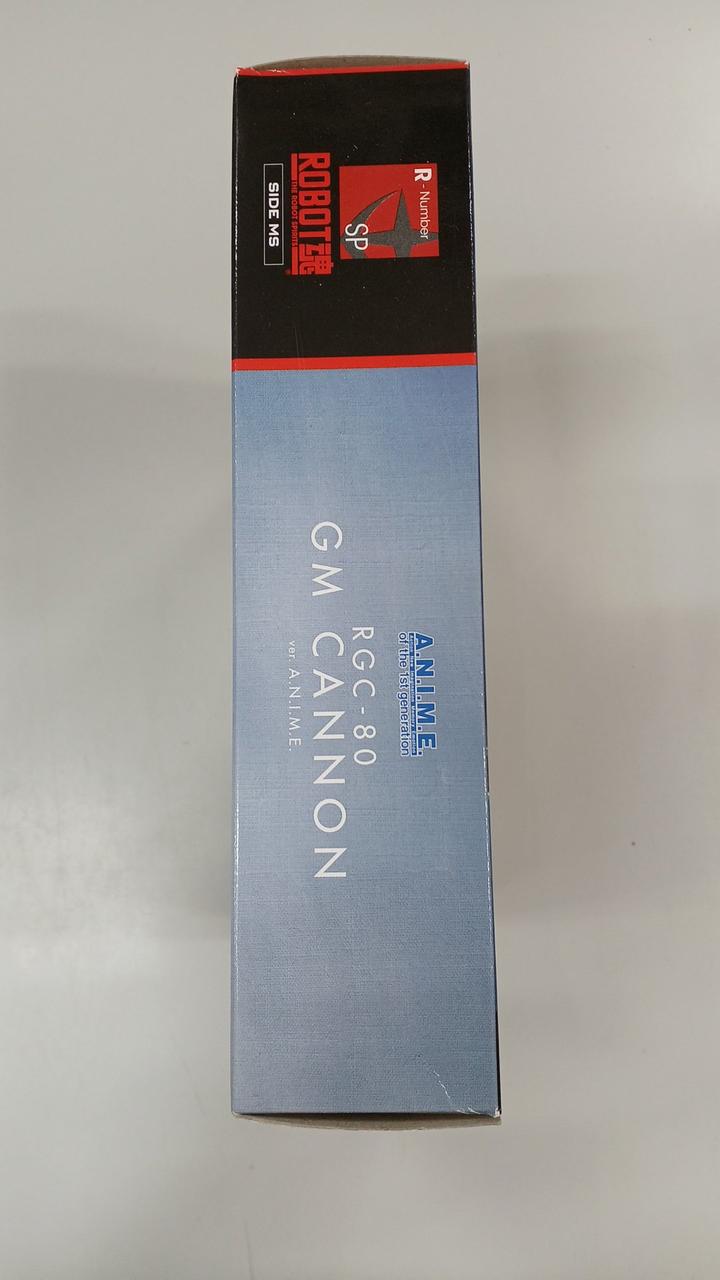 R-Number
SP
ROBOT魂
THE ROBOT SPIRITS
SIDE MS
A.N.I.M.E.
of the 1st generation
RGC-80
GM CANNON
ver. A.N.I.M.E.